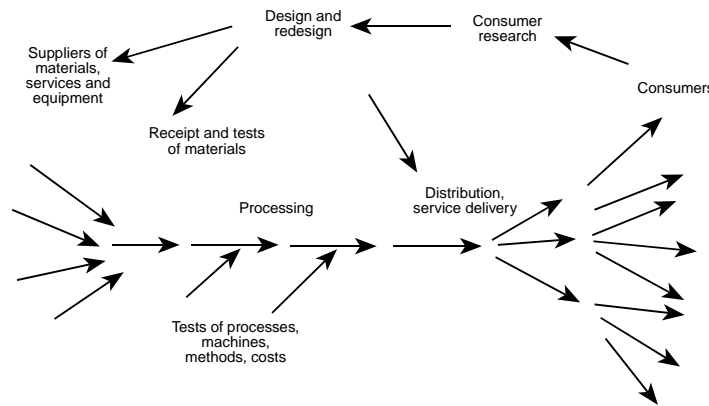 Design and
redesign
Consumer
research
Suppliers of
materials,
services and
equipment
Consumers
Receipt and tests
of materials
Distribution,
service delivery
Processing
Tests of processes,
machines,
methods, costs